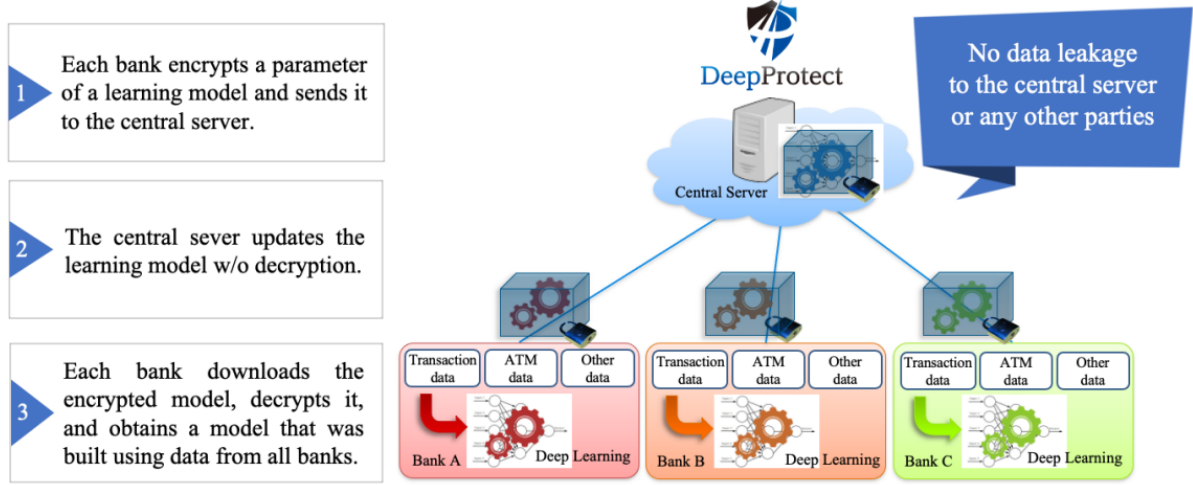 1
Each bank encrypts a parameter
of a learning model and sends it
to the central server.
2
The central sever updates the
learning model w/o decryption.
3
Each bank downloads the
encrypted model, decrypts it,
and obtains a model that was
built using data from all banks.
DeepProtect
Central Server
No data leakage
to the central server
or any other parties
Transaction
data
ATM
data
Other
data
Bank A
Deep Learning
Transaction
data
ATM
data
Other
data
Bank B
Deep Learning
Transaction
data
ATM
data
Other
data
Bank C
Deep Learning